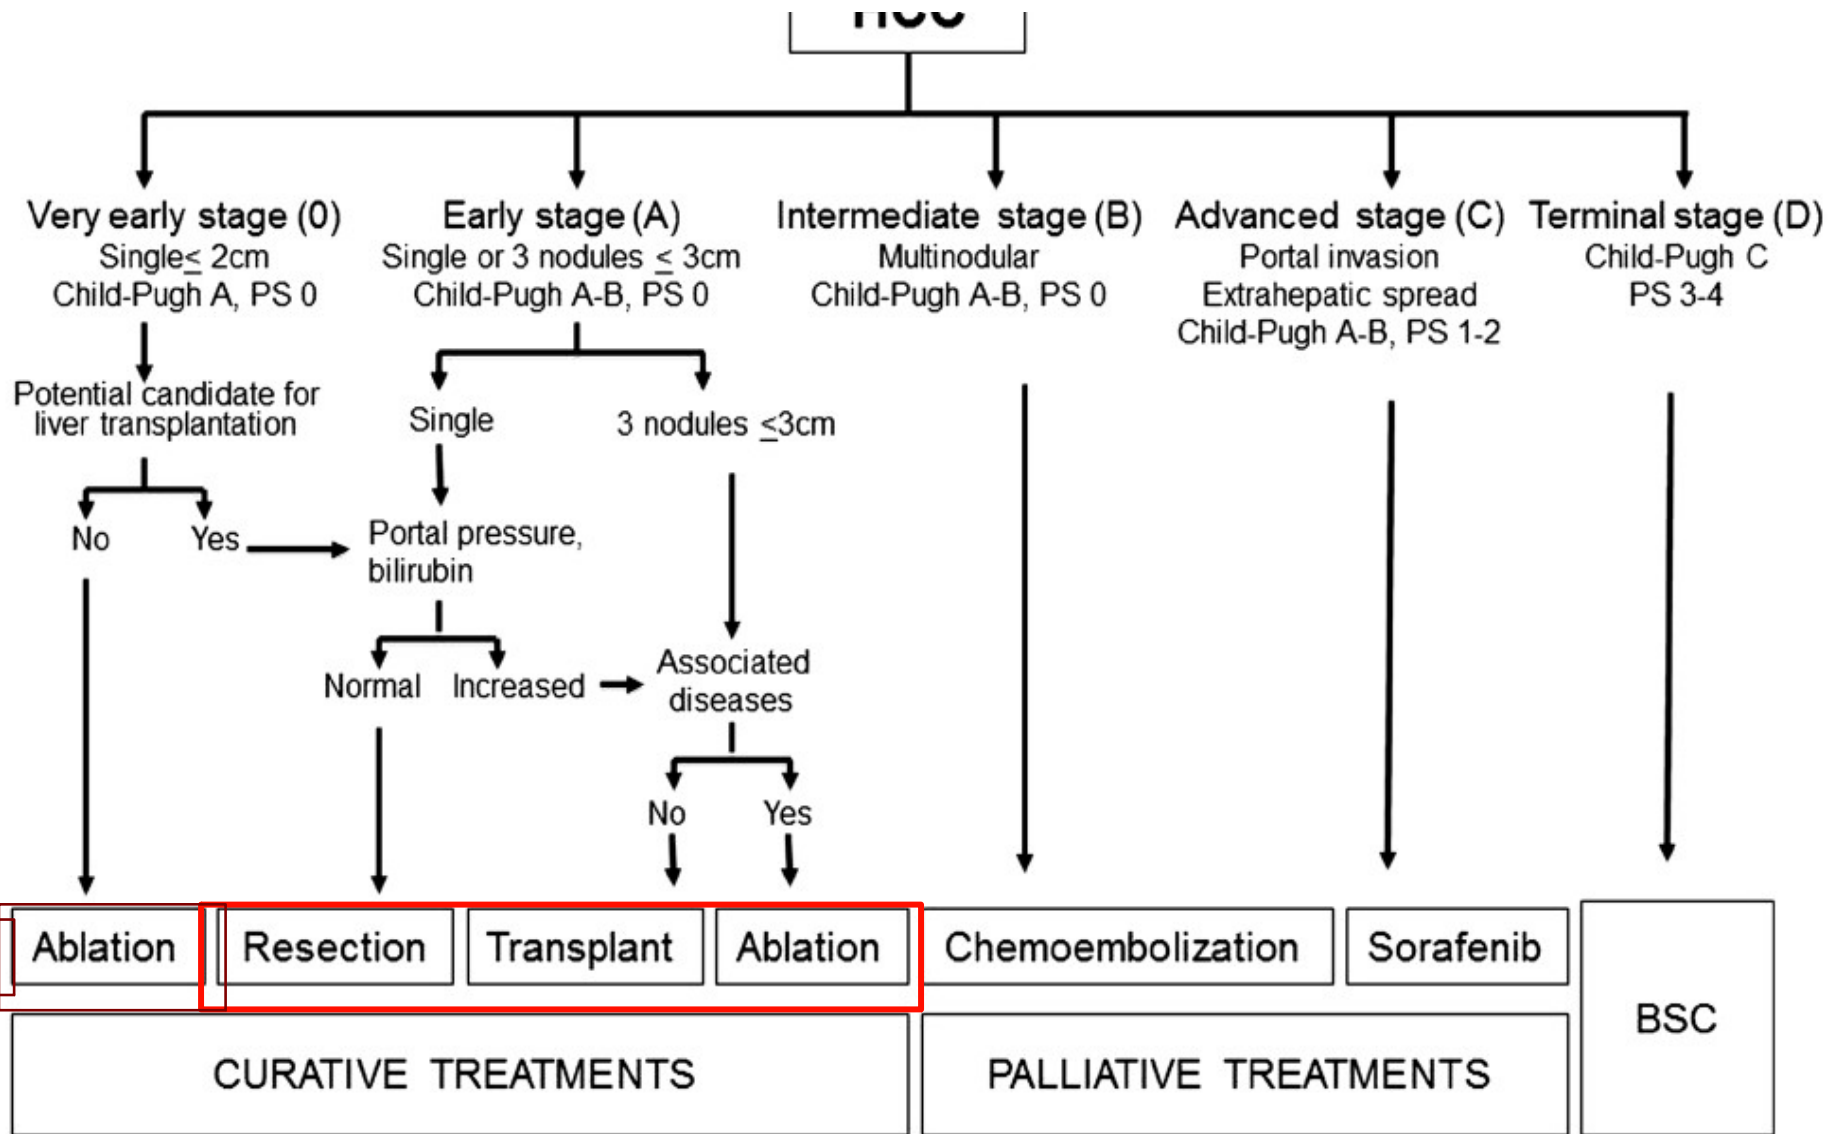 HCC
Very early stage (0)
Single≤ 2cm
Child-Pugh A, PS 0
Early stage (A)
Single or 3 nodules ≤ 3cm
Child-Pugh A-B, PS 0
Intermediate stage (B)
Multinodular
Child-Pugh A-B, PS 0
Advanced stage (C)
Portal invasion
Extrahepatic spread
Child-Pugh A-B, PS 1-2
Terminal stage (D)
Child-Pugh C
PS 3-4
Potential candidate for
liver transplantation
Single
3 nodules ≤3cm
No
Yes
Portal pressure,
bilirubin
Normal
Increased
Associated
diseases
No
Yes
Ablation
Resection
Transplant
Ablation
Chemoembolization
Sorafenib
BSC
CURATIVE TREATMENTS
PALLIATIVE TREATMENTS